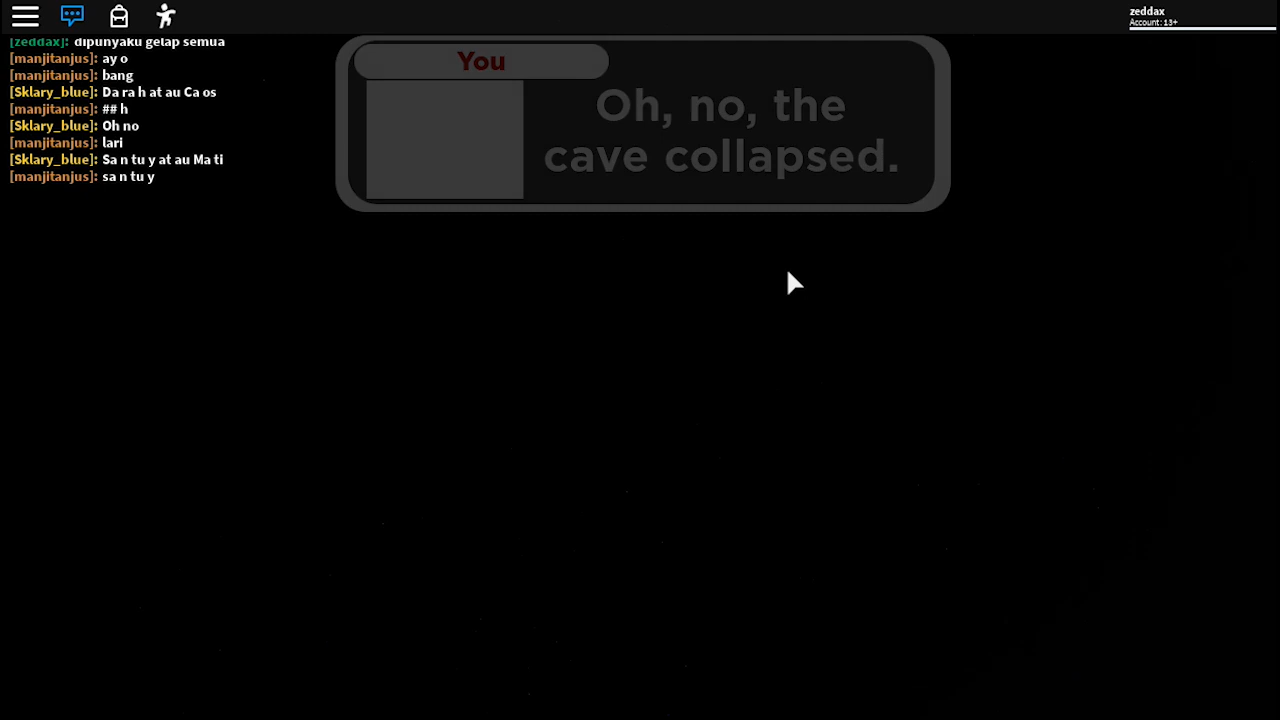 zeddax
Account: 13+
[zeddax]: dipunyaku gelap semua
[manjitanjus]: ay o
[manjitanjus]: bang
[Sklary_blue]: Da ra h at au Ca os
[manjitanjus]: ## h
[Sklary_blue]: Oh no
[manjitanjus]: lari
[Sklary_blue]: Sa n tu y at au Ma ti
[manjitanjus]: sa n tu y
You
Oh, no, the
cave collapsed.